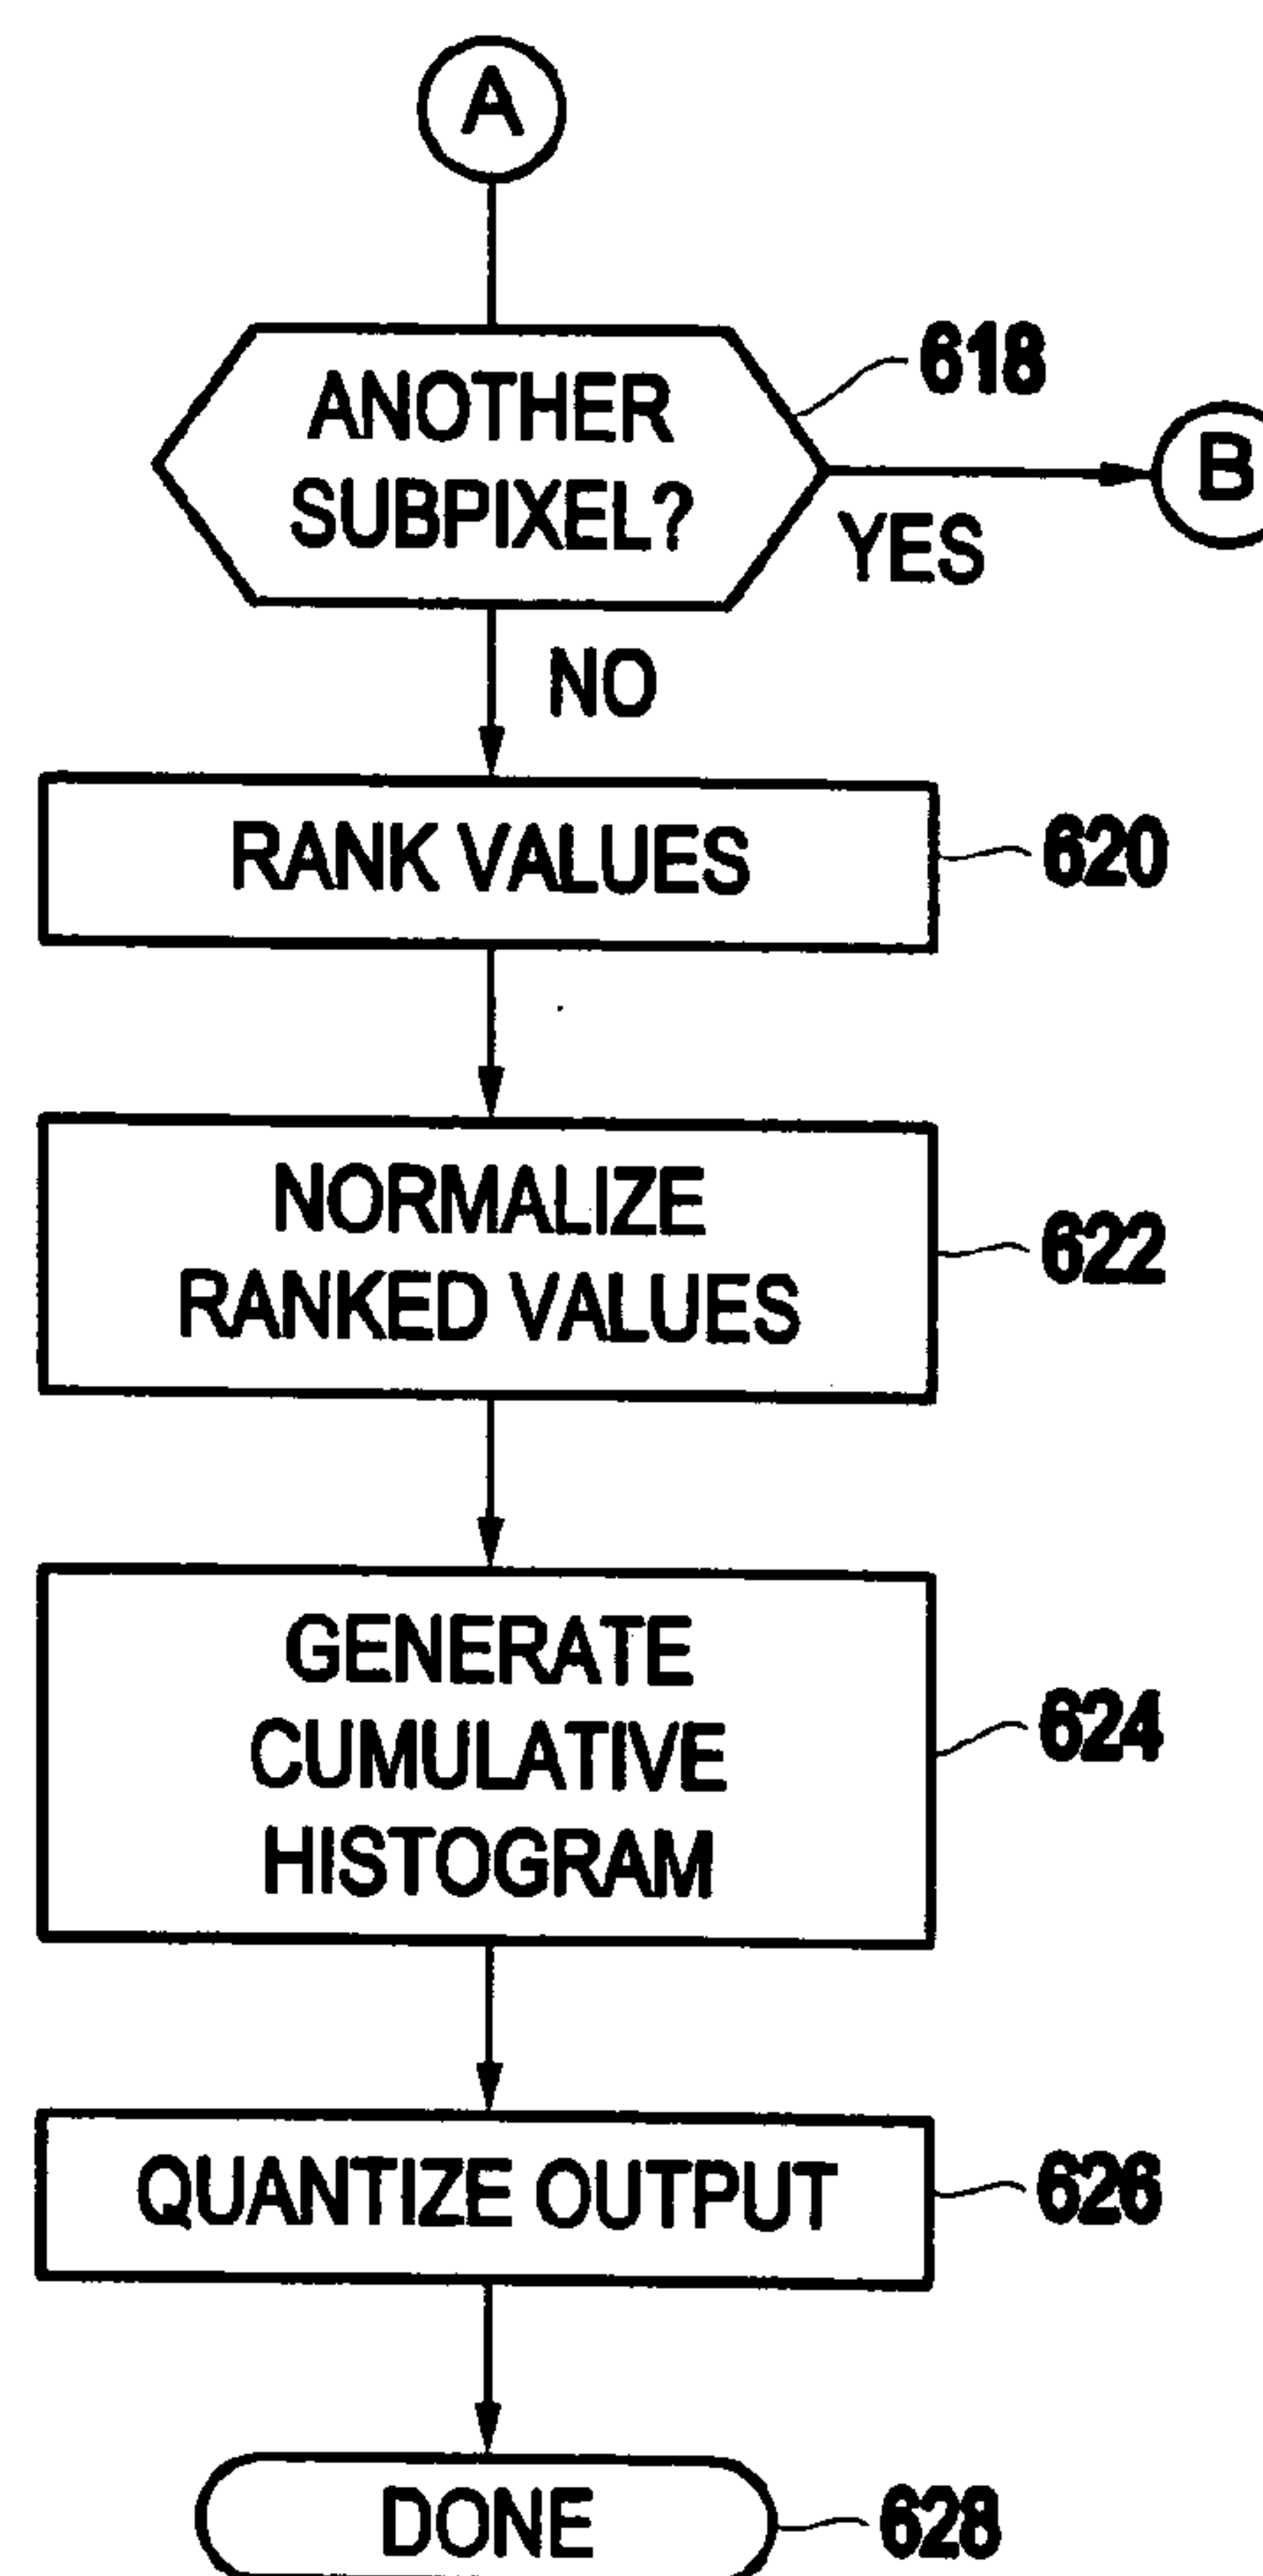 A
ANOTHER
SUBPIXEL?
618
B
YES
NO
RANK VALUES
620
NORMALIZE
RANKED VALUES
622
GENERATE
CUMULATIVE
HISTOGRAM
624
QUANTIZE OUTPUT
626
DONE
628